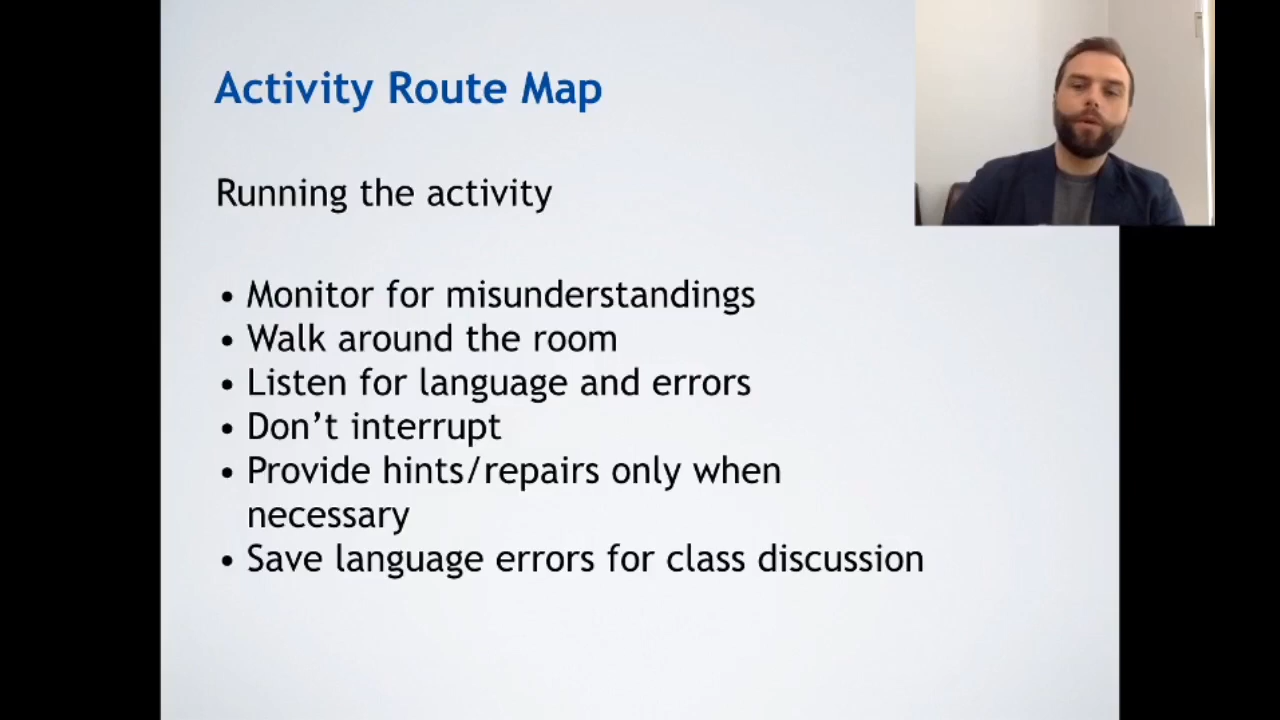 Activity Route Map
Running the activity
• Monitor for misunderstandings
• Walk around the room
• Listen for language and errors
• Don’t interrupt
• Provide hints/repairs only when
necessary
• Save language errors for class discussion